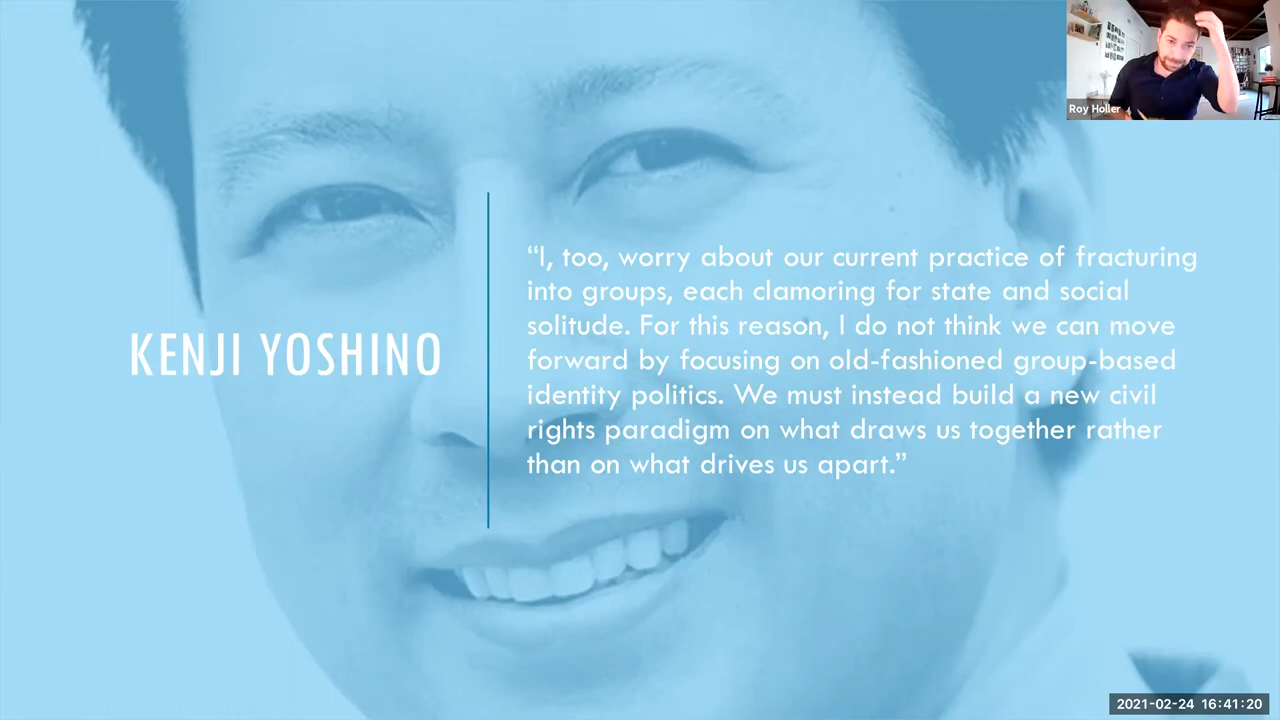 Roy Holler
KENJI YOSHINO
“I, too, worry about our current practice of fracturing
into groups, each clamoring for state and social
solitude. For this reason, I do not think we can move
forward by focusing on old-fashioned group-based
identity politics. We must instead build a new civil
rights paradigm on what draws us together rather
than on what drives us apart.”
2021-02-24 16:41:20